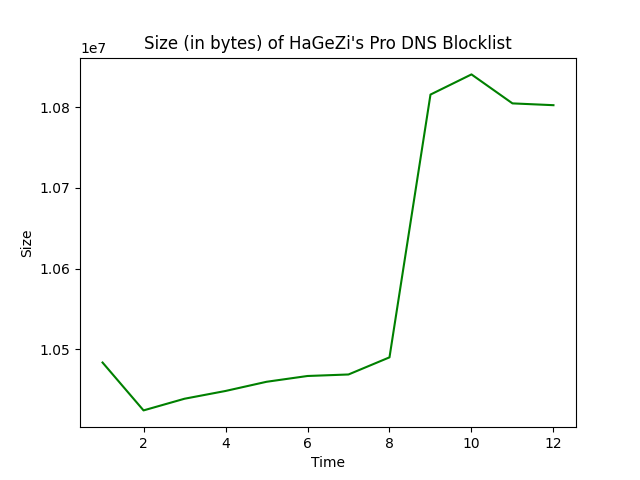 Size (in bytes) of HaGeZi's Pro DNS Blocklist
1e7
1.08
1.07
1.06
1.05
Size
2 4 6 8 10 12
Time